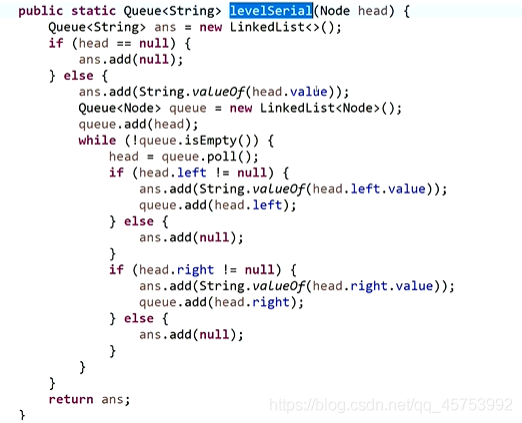 public static Queue<String> levelSerial(Node head) {
    Queue<String> ans = new LinkedList<>();
    if (head == null) {
        ans.add(null);
    } else {
        ans.add(String.valueOf(head.value));
        Queue<Node> queue = new LinkedList<Node>();
        queue.add(head);
        while (!queue.isEmpty()) {
            head = queue.poll();
            if (head.left != null) {
                ans.add(String.valueOf(head.left.value));
                queue.add(head.left);
            } else {
                ans.add(null);
            }
            if (head.right != null) {
                ans.add(String.valueOf(head.right.value));
                queue.add(head.right);
            } else {
                ans.add(null);
            }
        }
    }
    return ans;
}
https://blog.csdn.net/qq_45753992